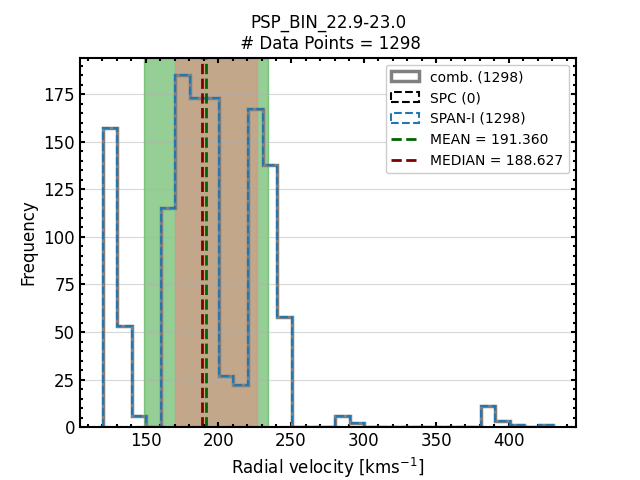 PSP_BIN_22.9-23.0
# Data Points = 1298
comb. (1298)
SPC (0)
SPAN-I (1298)
MEAN = 191.360
MEDIAN = 188.627
Frequency
175
150
125
100
75
50
25
0
150 200 250 300 350 400
Radial velocity [kms⁻¹]